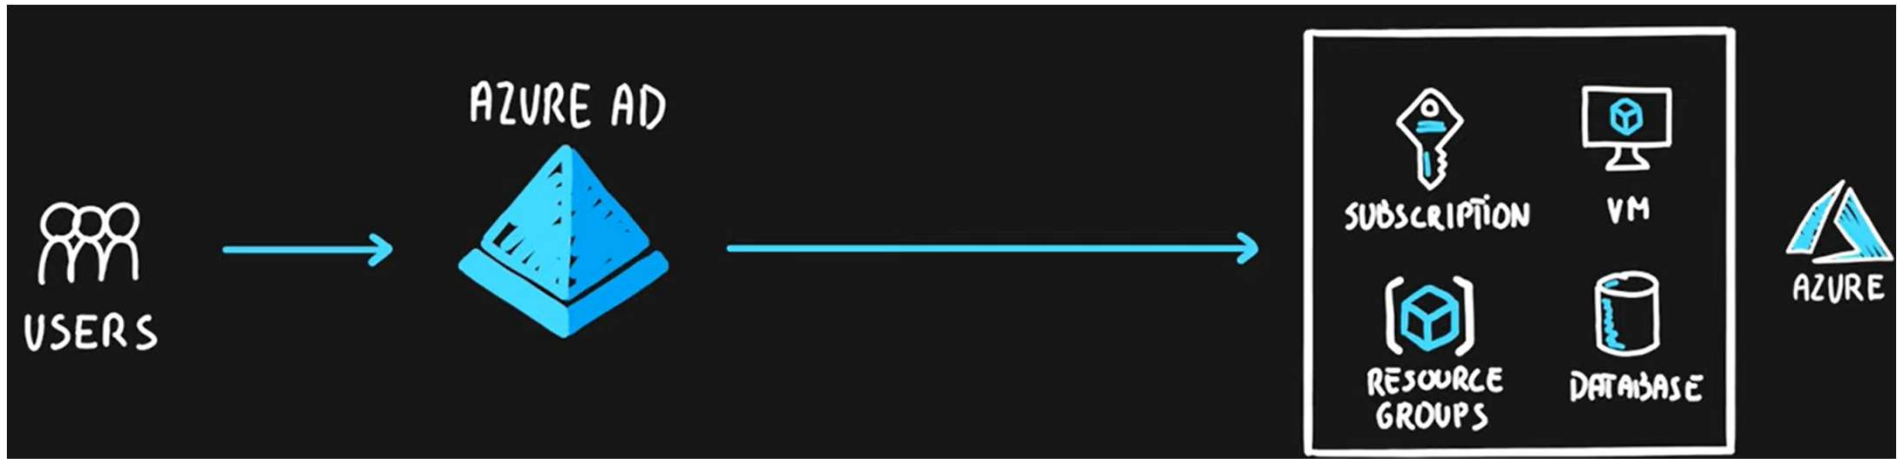 USERS
AZURE AD
SUBSCRIPTION
VM
RESOURCE
GROUPS
DATABASE
AZURE